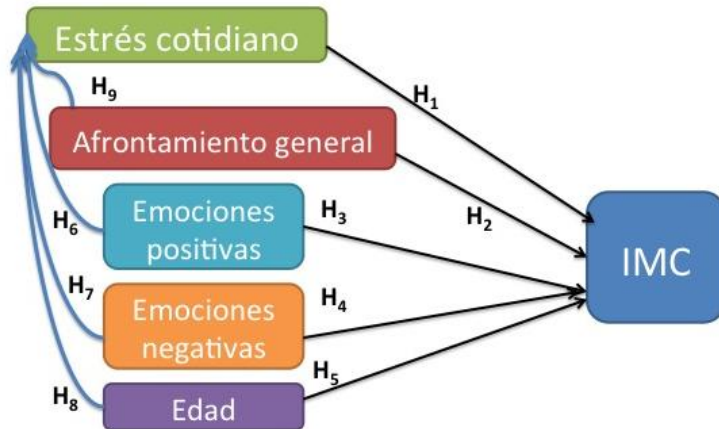 Estrés cotidiano
H9
H1
Afrontamiento general
H6
Emociones
positivas
H3
H2
IMC
H7
Emociones
negativas
H4
H5
H8
Edad